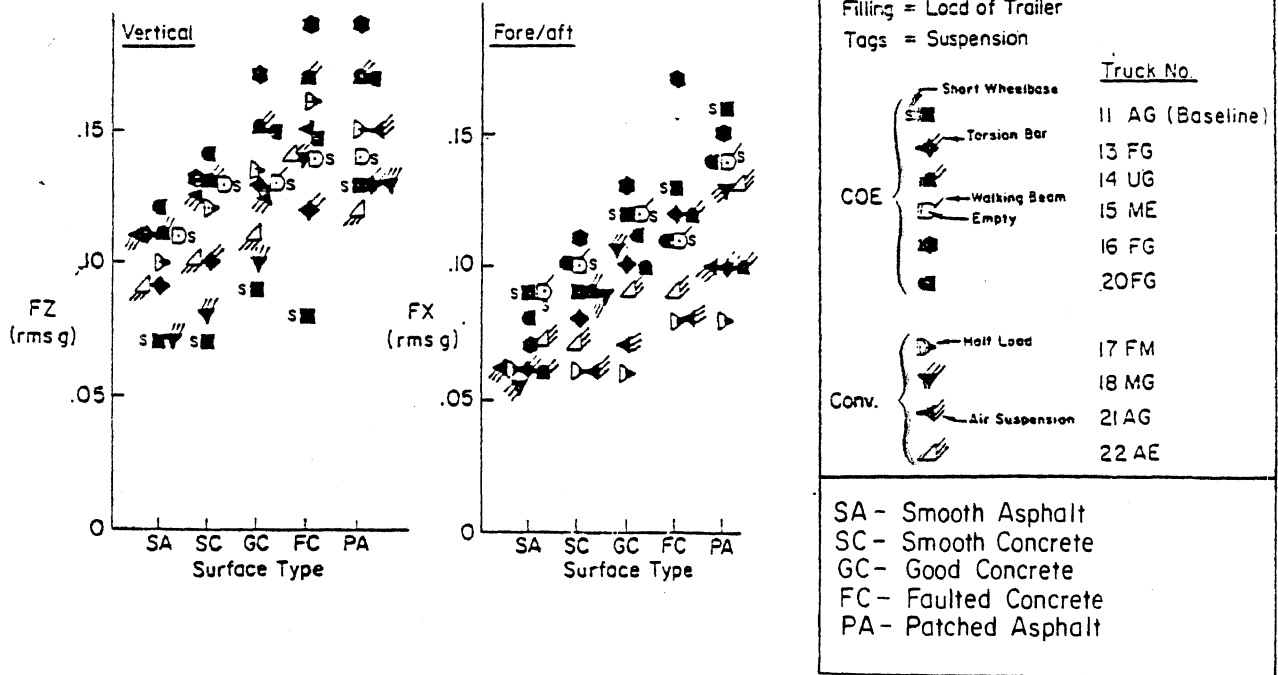 Vertical
.15
.10
.05
0
FZ
(rms g)
SA SC GC FC PA
Surface Type
s
s
s
s
s
s
s
s
s
Fore/aft
.15
.10
.05
0
FX
(rms g)
SA SC GC FC PA
Surface Type
s
s
s
s
s
s
s
s
s
Filling = Load of Trailer
Tags = Suspension
Truck No.
COE
Short Wheelbase
s
11 AG (Baseline)
Torsion Bar
13 FG
14 UG
Walking Beam
Empty
15 ME
16 FG
20FG
Conv.
Half Load
17 FM
18 MG
Air Suspension
21 AG
22 AE
SA - Smooth Asphalt
SC - Smooth Concrete
GC - Good Concrete
FC - Faulted Concrete
PA - Patched Asphalt